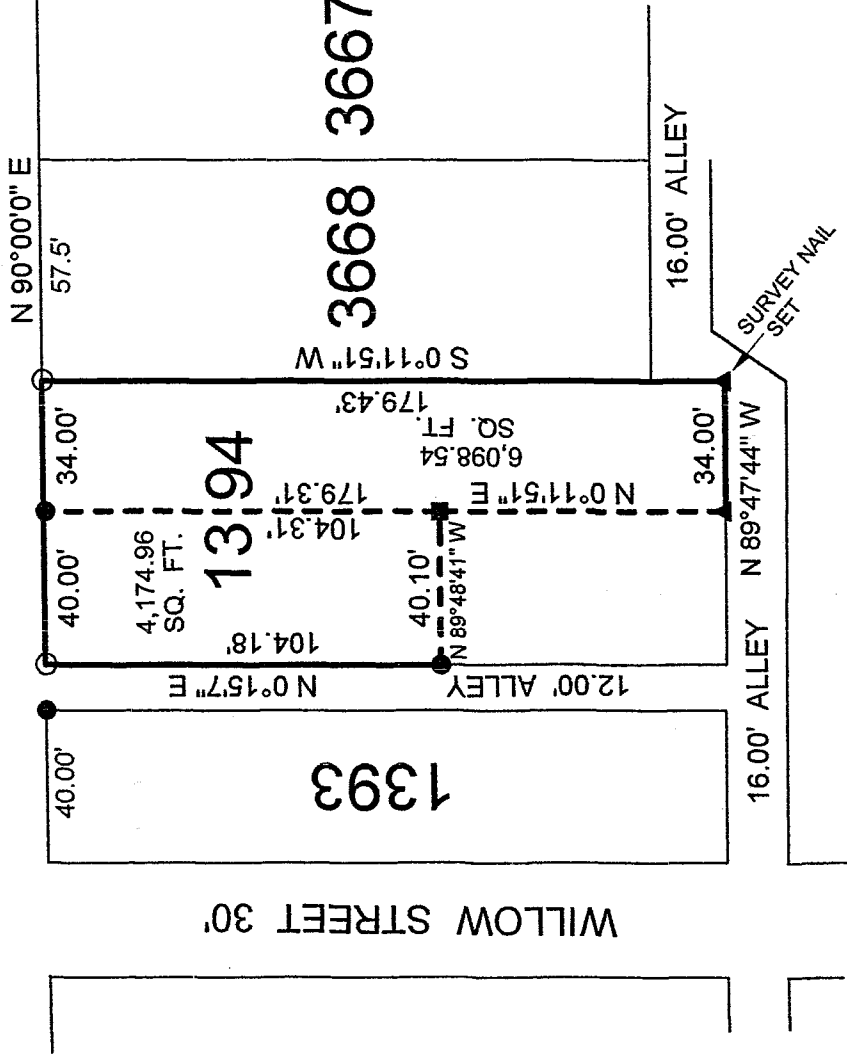 N 90°00'0" E
57.5'
3667
3668
16.00' ALLEY
SURVEY NAIL
SET
S 0°11'51" W
179.43'
34.00'
13 94
6,098.54
SQ. FT.
179.31'
104.31'
N 0°11'51" E
34.00'
N 89°47'44" W
40.00'
4,174.96
SQ. FT.
104.18'
40.10'
N 89°48'41" W
N 0°15'7" E
12.00' ALLEY
16.00' ALLEY
40.00'
1393
WILLOW STREET 30'